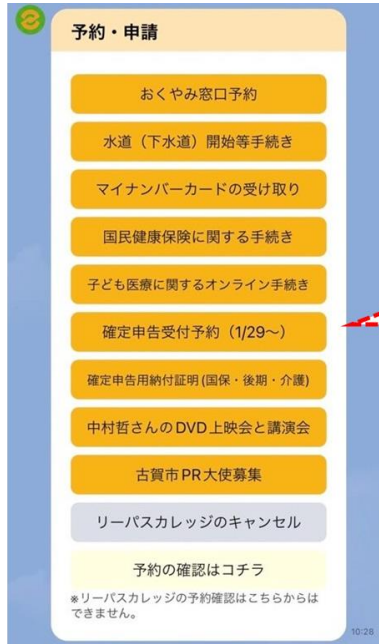 予約・申請
おくやみ窓口予約
水道（下水道）開始等手続き
マイナンバーカードの受け取り
国民健康保険に関する手続き
子ども医療に関するオンライン手続き
確定申告受付予約（1/29〜）
確定申告用納付証明(国保・後期・介護)
中村哲さんのDVD上映会と講演会
古賀市PR大使募集
リーパスカレッジのキャンセル
予約の確認はコチラ
※リーパスカレッジの予約確認はこちらからは
できません。
10:26